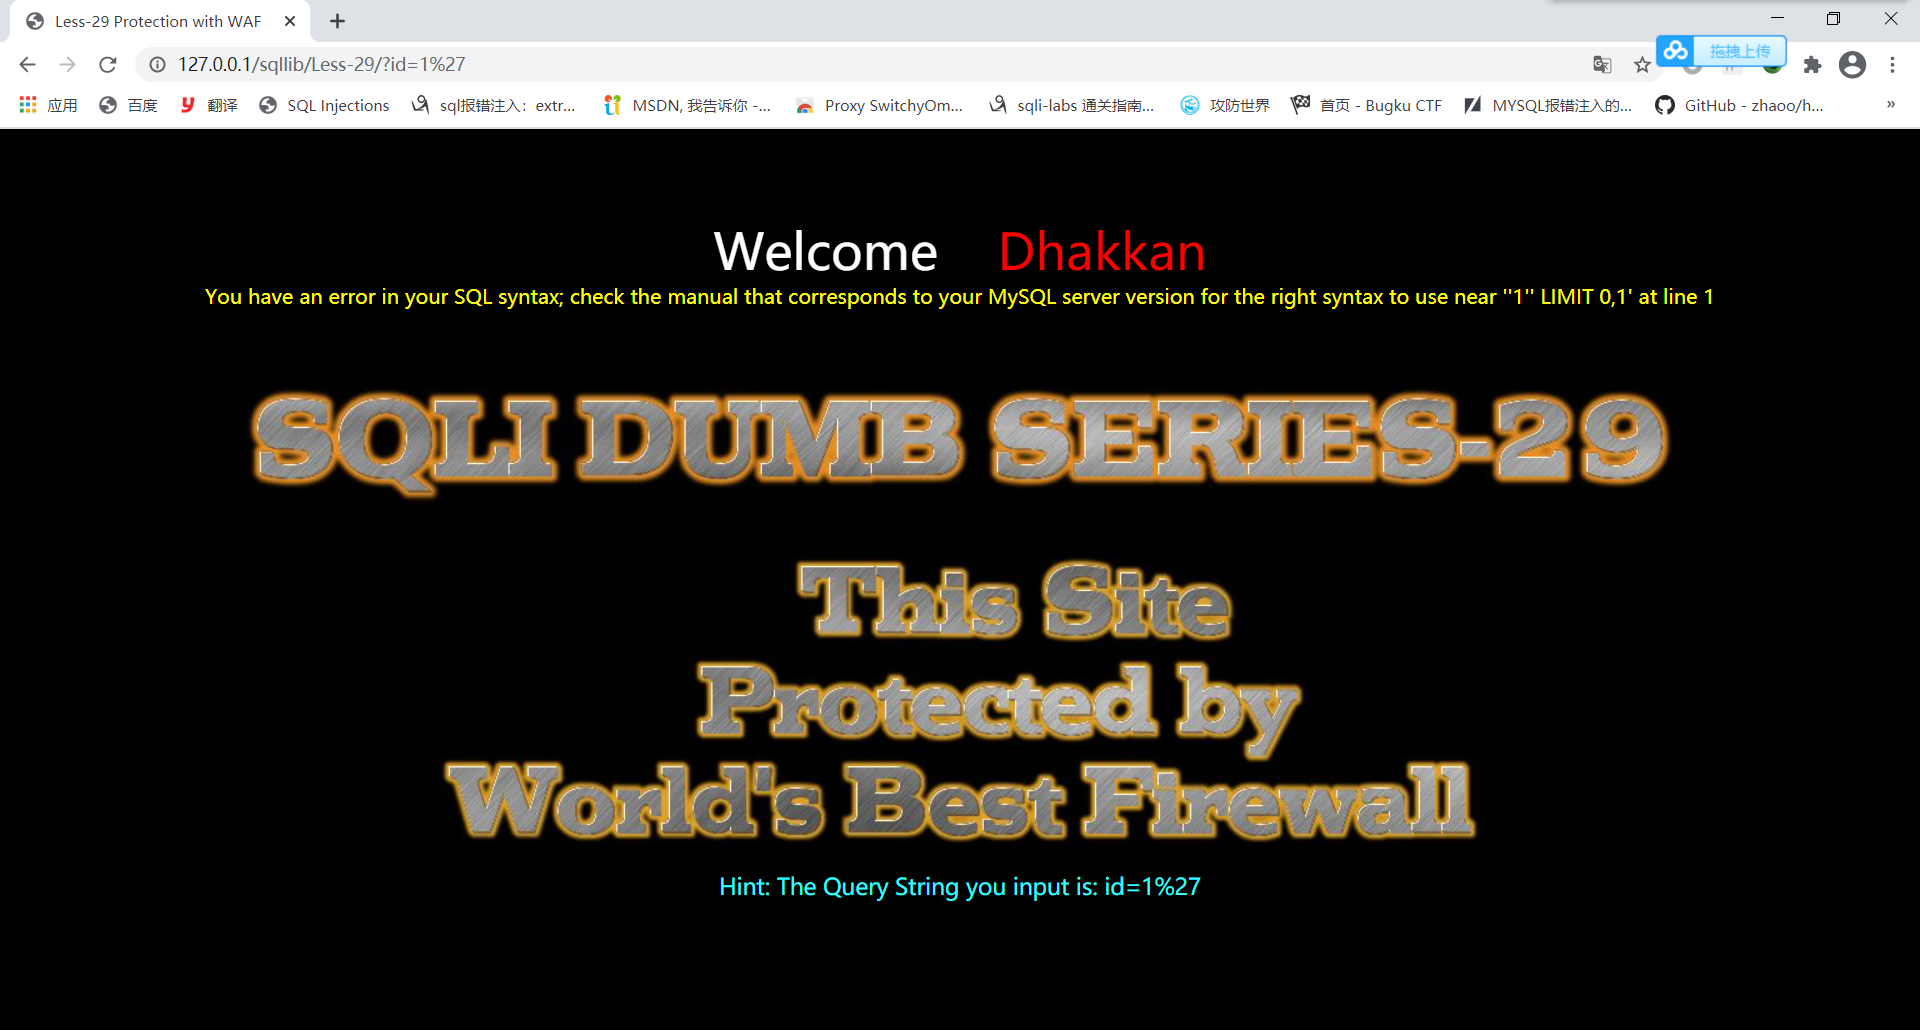 Less-29 Protection with WAF
127.0.0.1/sqllib/Less-29/?id=1%27
拖拽上传
应用 百度 翻译 SQL Injections sql报错注入：extr... MSDN, 我告诉你 -... Proxy SwitchyOm... sqli-labs 通关指南... 攻防世界 首页 - Bugku CTF MYSQL报错注入的... GitHub - zhaoo/h... »
Welcome Dhakkan
You have an error in your SQL syntax; check the manual that corresponds to your MySQL server version for the right syntax to use near ''1'' LIMIT 0,1' at line 1
SQLI DUMB SERIES-29
This Site
Protected by
World's Best Firewall
Hint: The Query String you input is: id=1%27